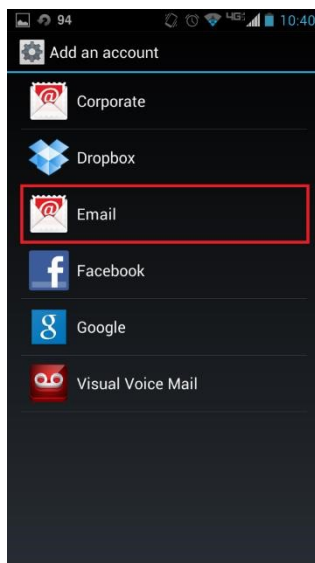 94 4G 10:40
Add an account
Corporate
Dropbox
Email
Facebook
Google
Visual Voice Mail